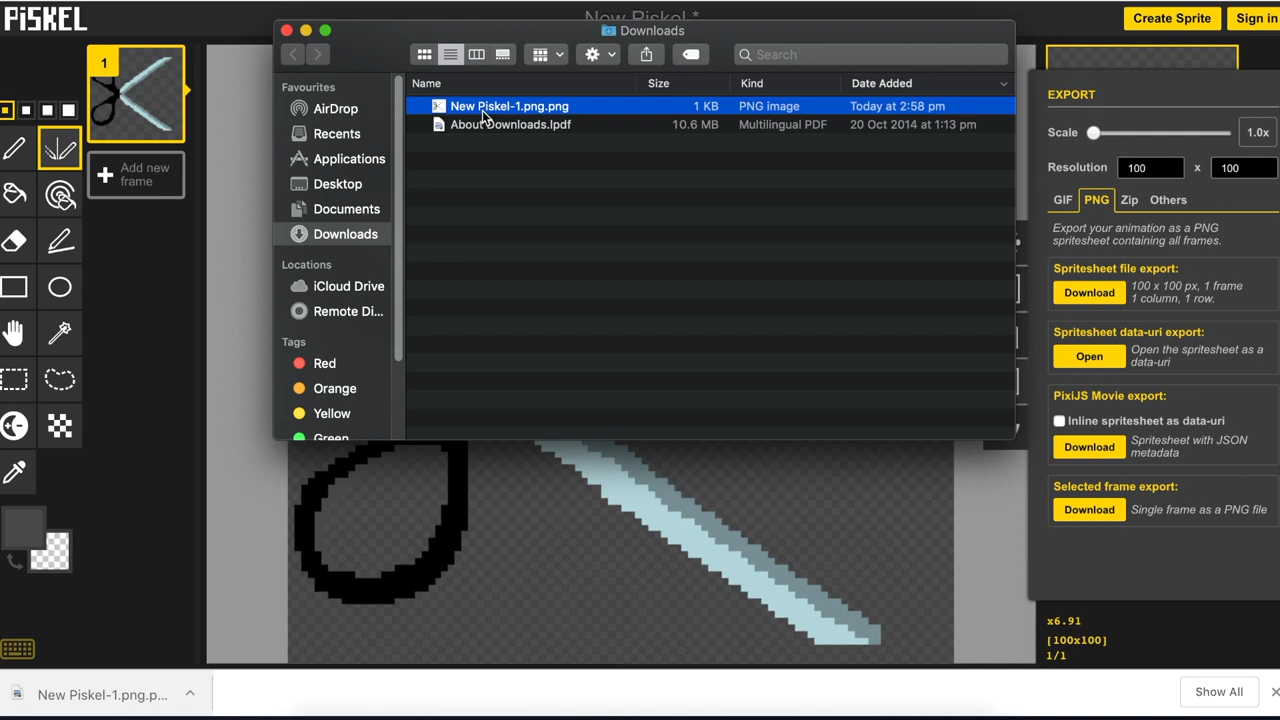 PiSKEL
New Piskel *
Create Sprite
Sign in
Downloads
Search
1
Add new
frame
Favourites
AirDrop
Recents
Applications
Desktop
Documents
Downloads
Locations
iCloud Drive
Remote Di...
Tags
Red
Orange
Yellow
Green
Name Size Kind Date Added
New Piskel-1.png.png 1 KB PNG image Today at 2:58 pm
About Downloads.lpdf 10.6 MB Multilingual PDF 20 Oct 2014 at 1:13 pm
EXPORT
Scale 1.0x
Resolution 100 x 100
GIF PNG Zip Others
Export your animation as a PNG
spritesheet containing all frames.
Spritesheet file export:
Download 100 x 100 px, 1 frame
1 column, 1 row.
Spritesheet data-uri export:
Open Open the spritesheet as a
data-uri
PixiJS Movie export:
Inline spritesheet as data-uri
Download Spritesheet with JSON
metadata
Selected frame export:
Download Single frame as a PNG file
x6.91
[100x100]
1/1
New Piskel-1.png.p...
Show All